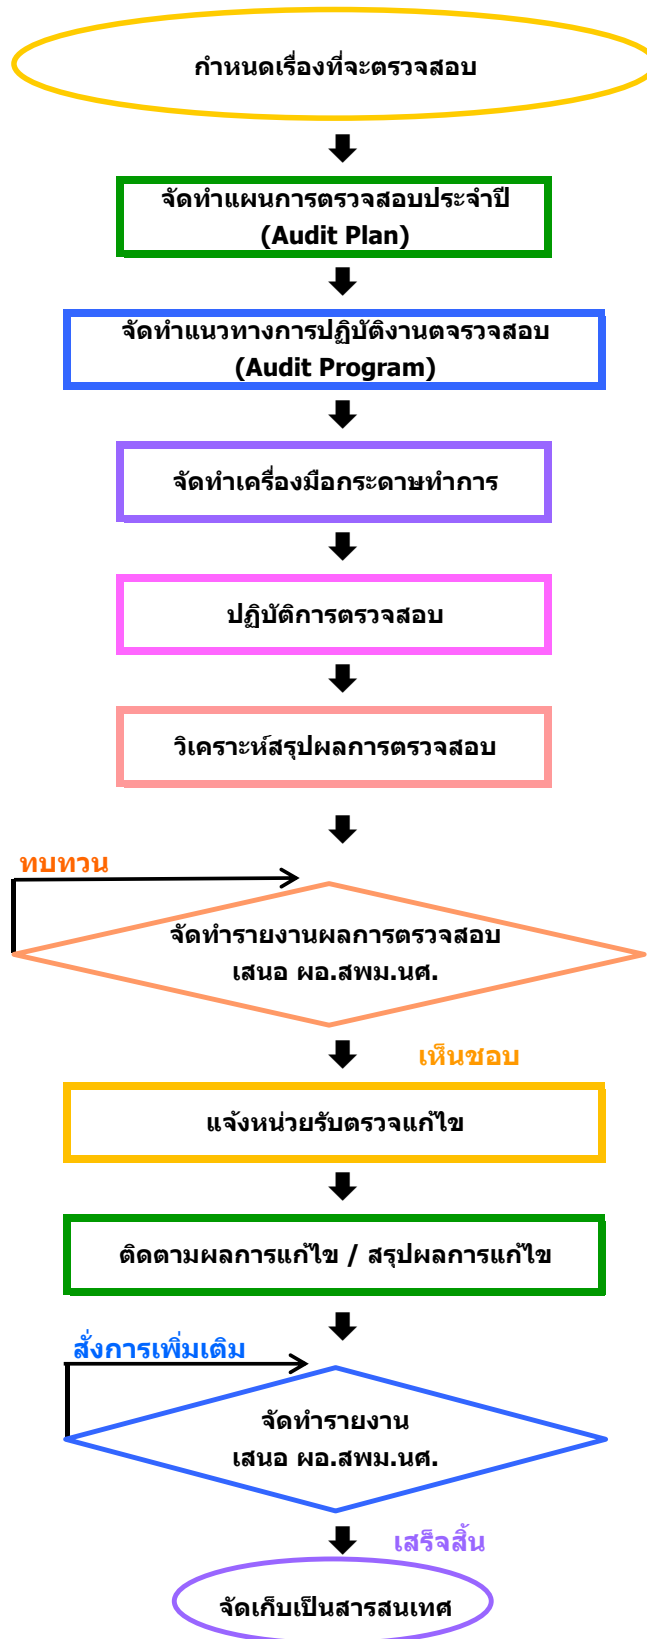 กำหนดเรื่องที่จะตรวจสอบ
จัดทำแผนการตรวจสอบประจำปี
(Audit Plan)
จัดทำแนวทางการปฏิบัติงานตจรวจสอบ
(Audit Program)
จัดทำเครื่องมือกระดาษทำการ
ปฏิบัติการตรวจสอบ
วิเคราะห์สรุปผลการตรวจสอบ
ทบทวน
จัดทำรายงานผลการตรวจสอบ
เสนอ ผอ.สพม.นศ.
เห็นชอบ
แจ้งหน่วยรับตรวจแก้ไข
ติดตามผลการแก้ไข / สรุปผลการแก้ไข
สั่งการเพิ่มเติม
จัดทำรายงาน
เสนอ ผอ.สพม.นศ.
เสร็จสิ้น
จัดเก็บเป็นสารสนเทศ